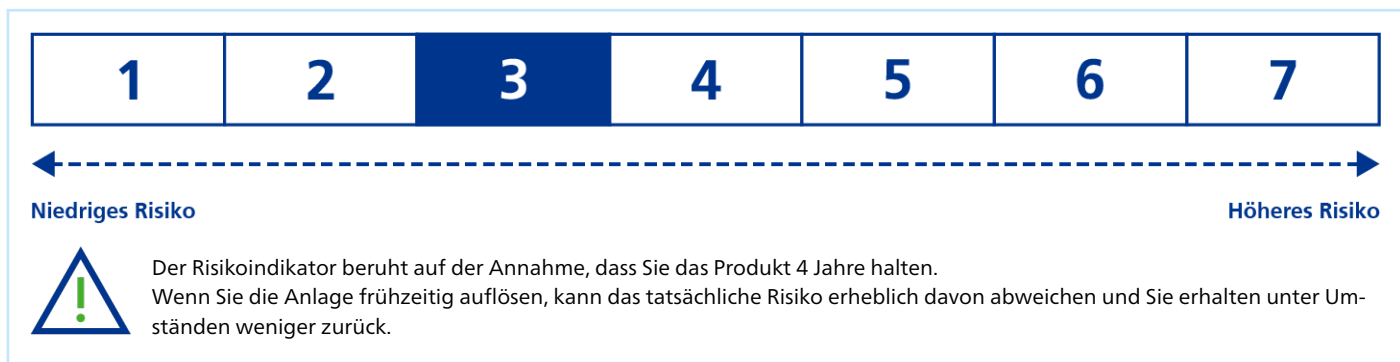 1 2 3 4 5 6 7
Niedriges Risiko Höheres Risiko
Der Risikoindikator beruht auf der Annahme, dass Sie das Produkt 4 Jahre halten.
Wenn Sie die Anlage frühzeitig auflösen, kann das tatsächliche Risiko erheblich davon abweichen und Sie erhalten unter Um-
ständen weniger zurück.